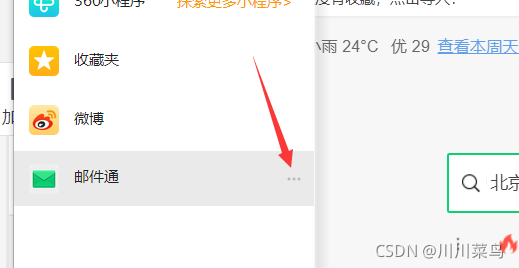 360小程序 探索更多小程序>
没有收藏，点击导入!
小雨 24°C 优 29 查看本周天
收藏夹
加
微博
邮件通 ...
北京
CSDN @川川菜鸟